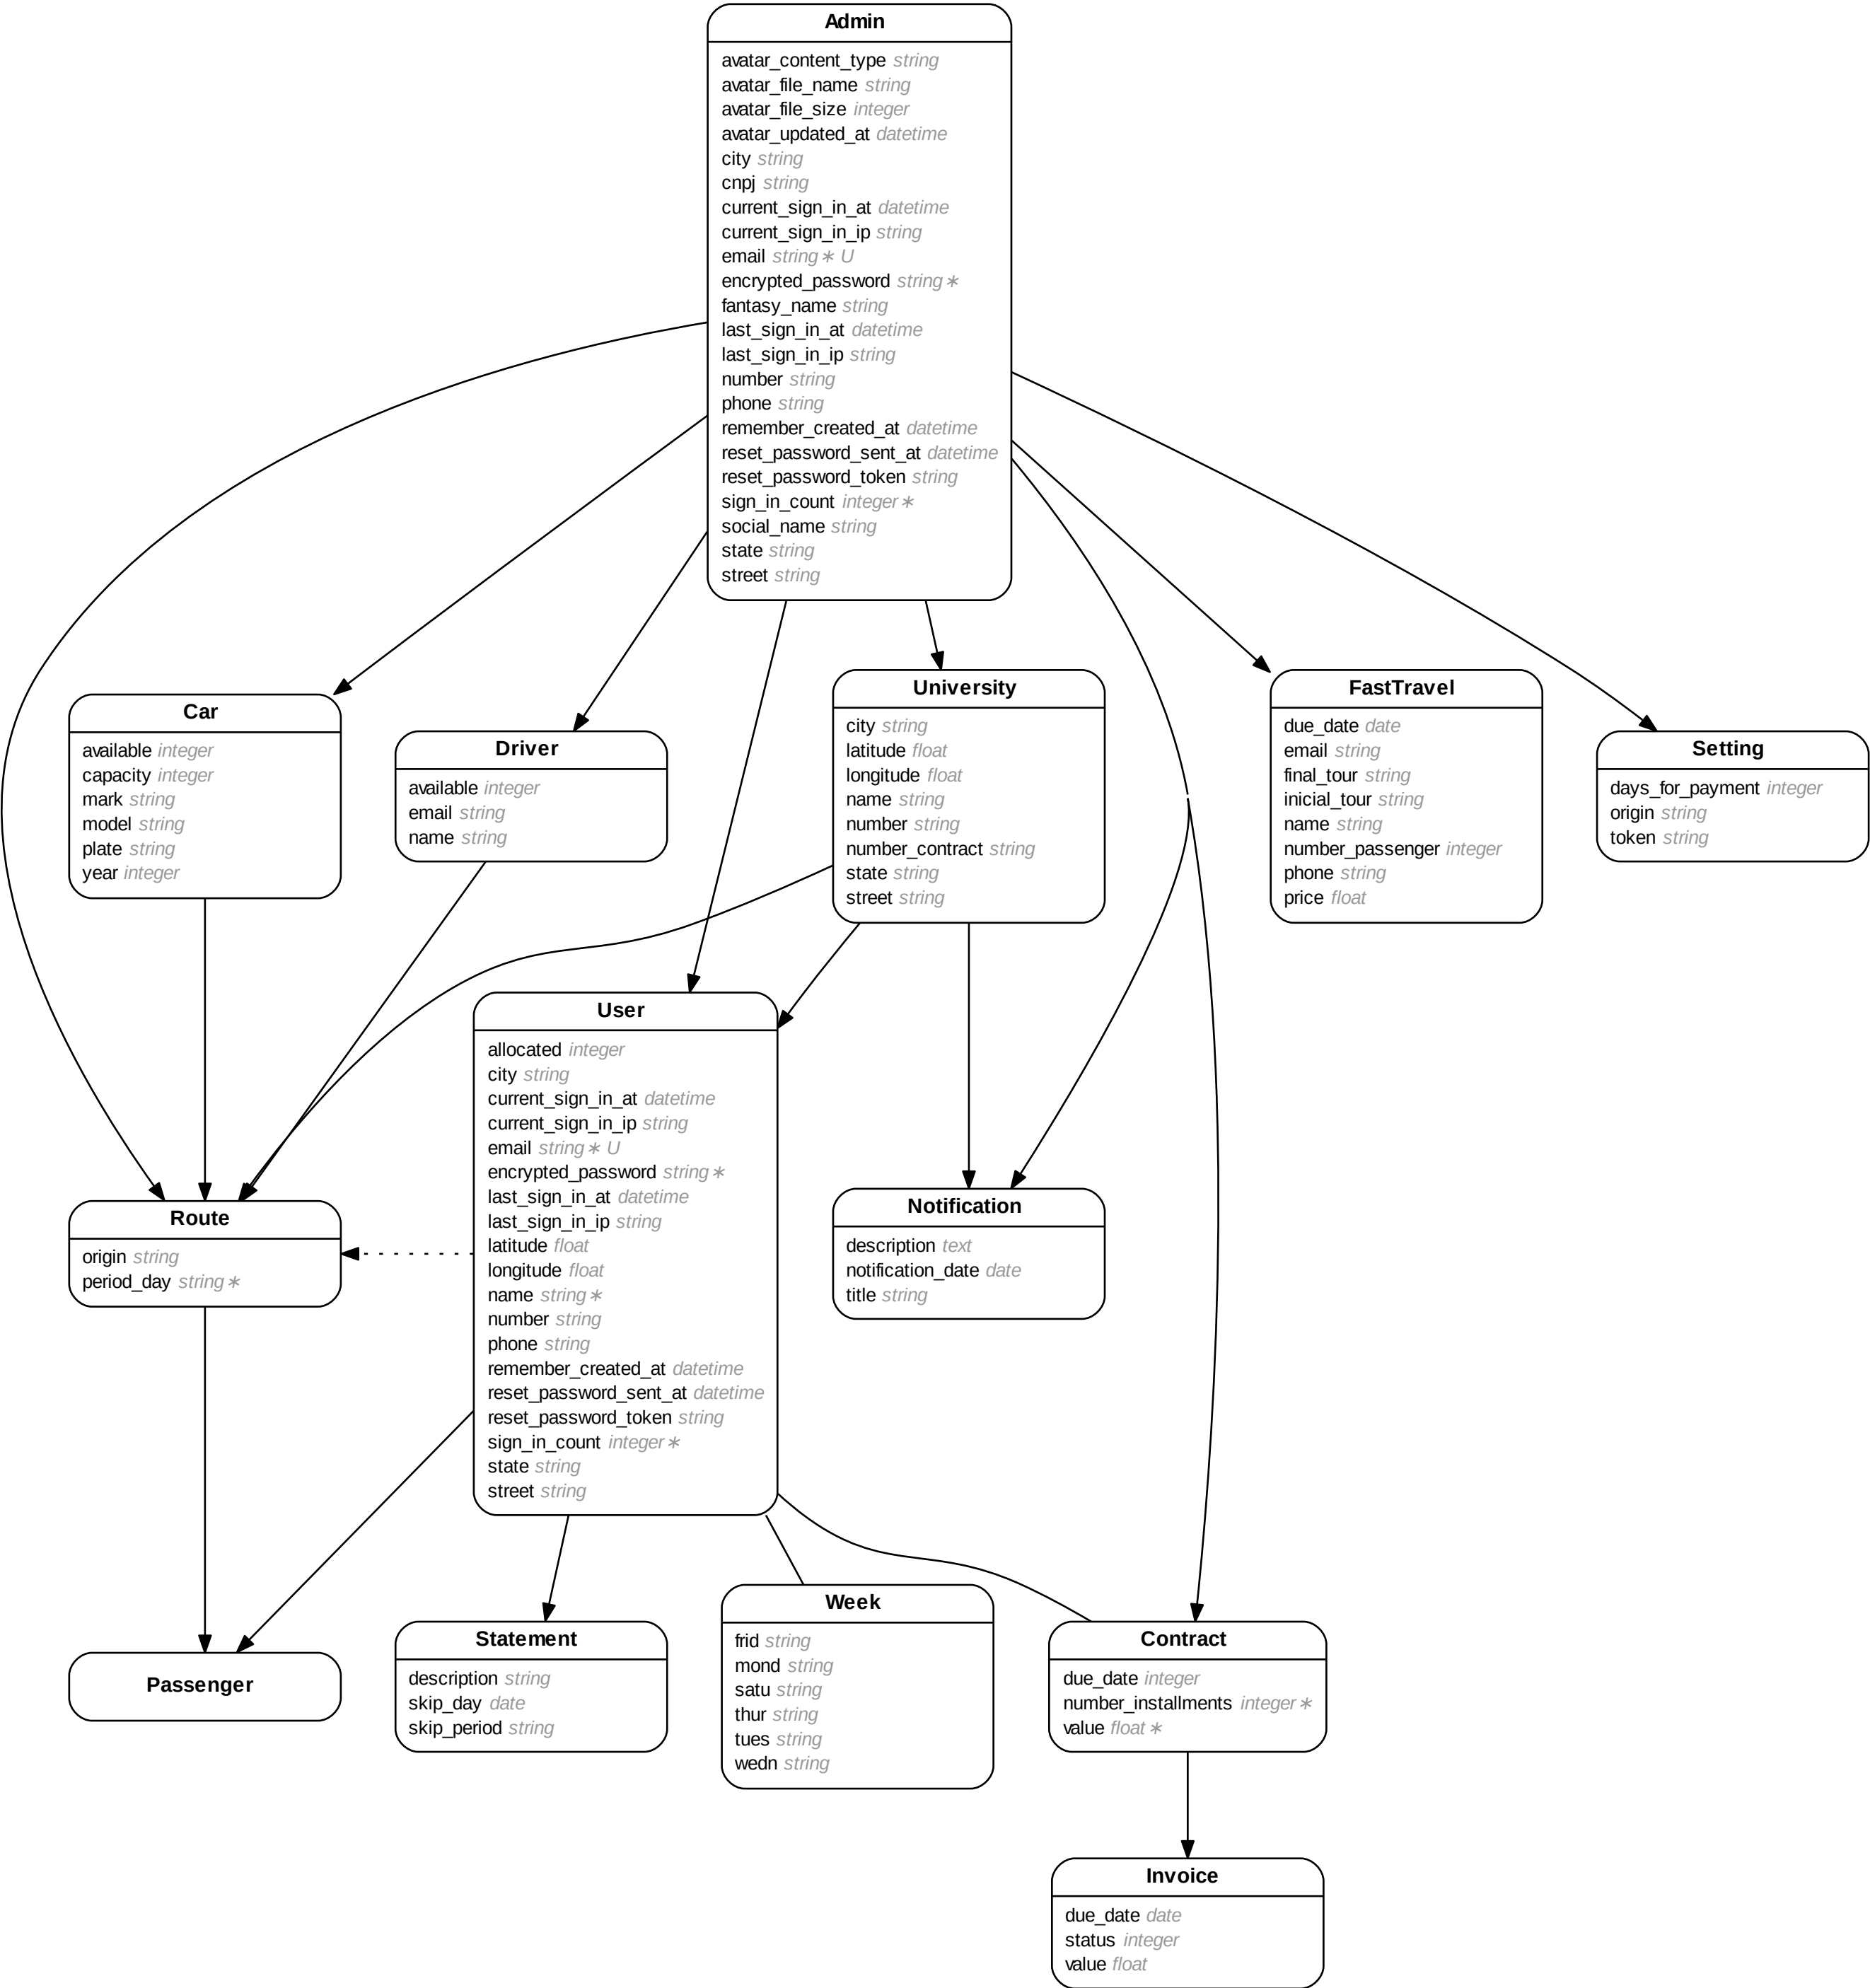 Admin
avatar_content_type string
avatar_file_name string
avatar_file_size integer
avatar_updated_at datetime
city string
cnpj string
current_sign_in_at datetime
current_sign_in_ip string
email string∗ U
encrypted_password string∗
fantasy_name string
last_sign_in_at datetime
last_sign_in_ip string
number string
phone string
remember_created_at datetime
reset_password_sent_at datetime
reset_password_token string
sign_in_count integer∗
social_name string
state string
street string
Car
available integer
capacity integer
mark string
model string
plate string
year integer
Driver
available integer
email string
name string
University
city string
latitude float
longitude float
name string
number string
number_contract string
state string
street string
FastTravel
due_date date
email string
final_tour string
inicial_tour string
name string
number_passenger integer
phone string
price float
Setting
days_for_payment integer
origin string
token string
User
allocated integer
city string
current_sign_in_at datetime
current_sign_in_ip string
email string∗ U
encrypted_password string∗
last_sign_in_at datetime
last_sign_in_ip string
latitude float
longitude float
name string∗
number string
phone string
remember_created_at datetime
reset_password_sent_at datetime
reset_password_token string
sign_in_count integer∗
state string
street string
Route
origin string
period_day string∗
Notification
description text
notification_date date
title string
Passenger
Statement
description string
skip_day date
skip_period string
Week
frid string
mond string
satu string
thur string
tues string
wedn string
Contract
due_date integer
number_installments integer∗
value float∗
Invoice
due_date date
status integer
value float